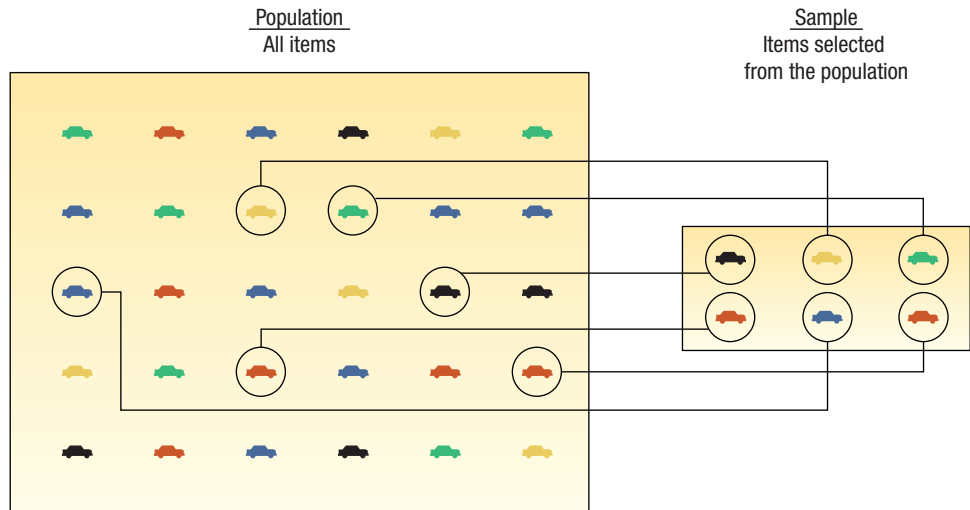 Population
All items
Sample
Items selected
from the population